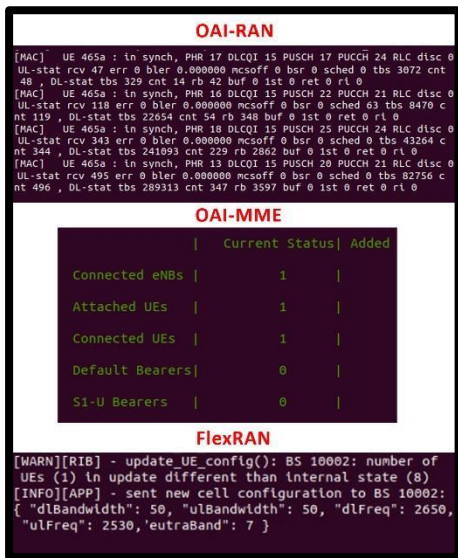 OAI-RAN
[MAC] UE 465a : in synch, PHR 17 DLCQI 15 PUSCH 17 PUCCH 24 RLC disc 0
UL-stat rcv 47 err 0 bler 0.000000 mcsoff 0 bsr 0 sched 0 tbs 3072 cnt
48 , DL-stat tbs 329 cnt 14 rb 42 buf 0 1st 0 ret 0 ri 0
[MAC] UE 465a : in synch, PHR 16 DLCQI 15 PUSCH 22 PUCCH 21 RLC disc 0
UL-stat rcv 118 err 0 bler 0.000000 mcsoff 0 bsr 0 sched 63 tbs 8470 c
nt 119 , DL-stat tbs 22654 cnt 54 rb 348 buf 0 1st 0 ret 0 ri 0
[MAC] UE 465a : in synch, PHR 18 DLCQI 15 PUSCH 25 PUCCH 24 RLC disc 0
UL-stat rcv 343 err 0 bler 0.000000 mcsoff 0 bsr 0 sched 0 tbs 43264 c
nt 344 , DL-stat tbs 241093 cnt 229 rb 2862 buf 0 1st 0 ret 0 ri 0
[MAC] UE 465a : in synch, PHR 13 DLCQI 15 PUSCH 20 PUCCH 21 RLC disc 0
UL-stat rcv 495 err 0 bler 0.000000 mcsoff 0 bsr 0 sched 0 tbs 82756 c
nt 496 , DL-stat tbs 289313 cnt 347 rb 3597 buf 0 1st 0 ret 0 ri 0
OAI-MME
| Current Status| Added
Connected eNBs | 1 |
Attached UEs | 1 |
Connected UEs | 1 |
Default Bearers| 0 |
S1-U Bearers | 0 |
FlexRAN
[WARN][RIB] - update_UE_config(): BS 10002: number of
UEs (1) in update different than internal state (8)
[INFO][APP] - sent new cell configuration to BS 10002:
{ "dlBandwidth": 50, "ulBandwidth": 50, "dlFreq": 2650,
"ulFreq": 2530,'eutraBand": 7 }